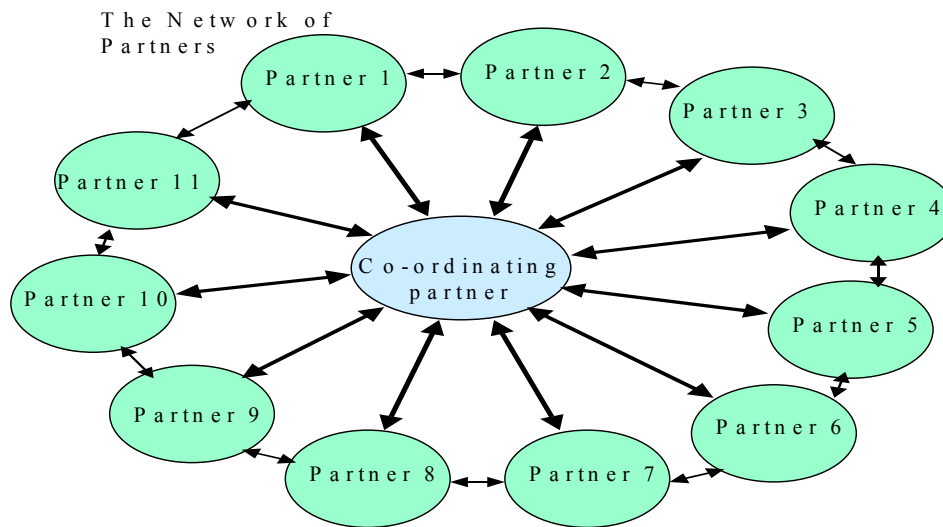 The Network of
Partners
Partner 1
Partner 2
Partner 3
Partner 4
Partner 5
Partner 6
Partner 7
Partner 8
Partner 9
Partner 10
Partner 11
Co-ordinating
partner